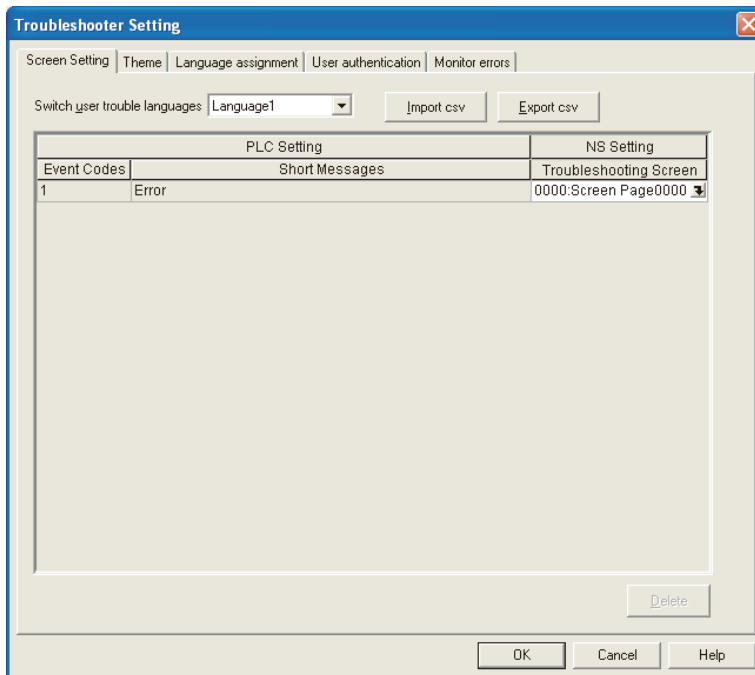 Troubleshooter Setting
Screen Setting Theme Language assignment User authentication Monitor errors
Switch user trouble languages Language1 Import csv Export csv
PLC Setting NS Setting
Event Codes Short Messages Troubleshooting Screen
1 Error 0000:Screen Page0000
Delete
OK Cancel Help